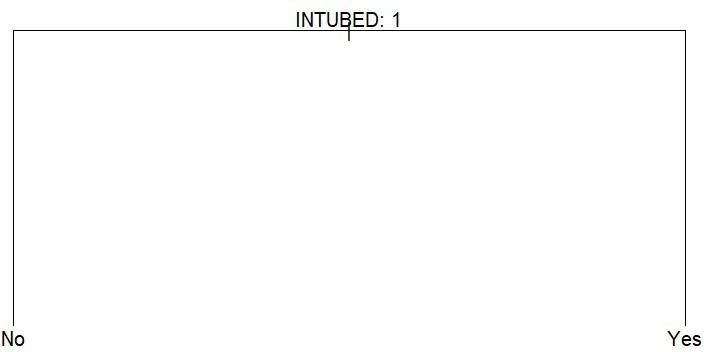 INTUBED: 1
No
Yes